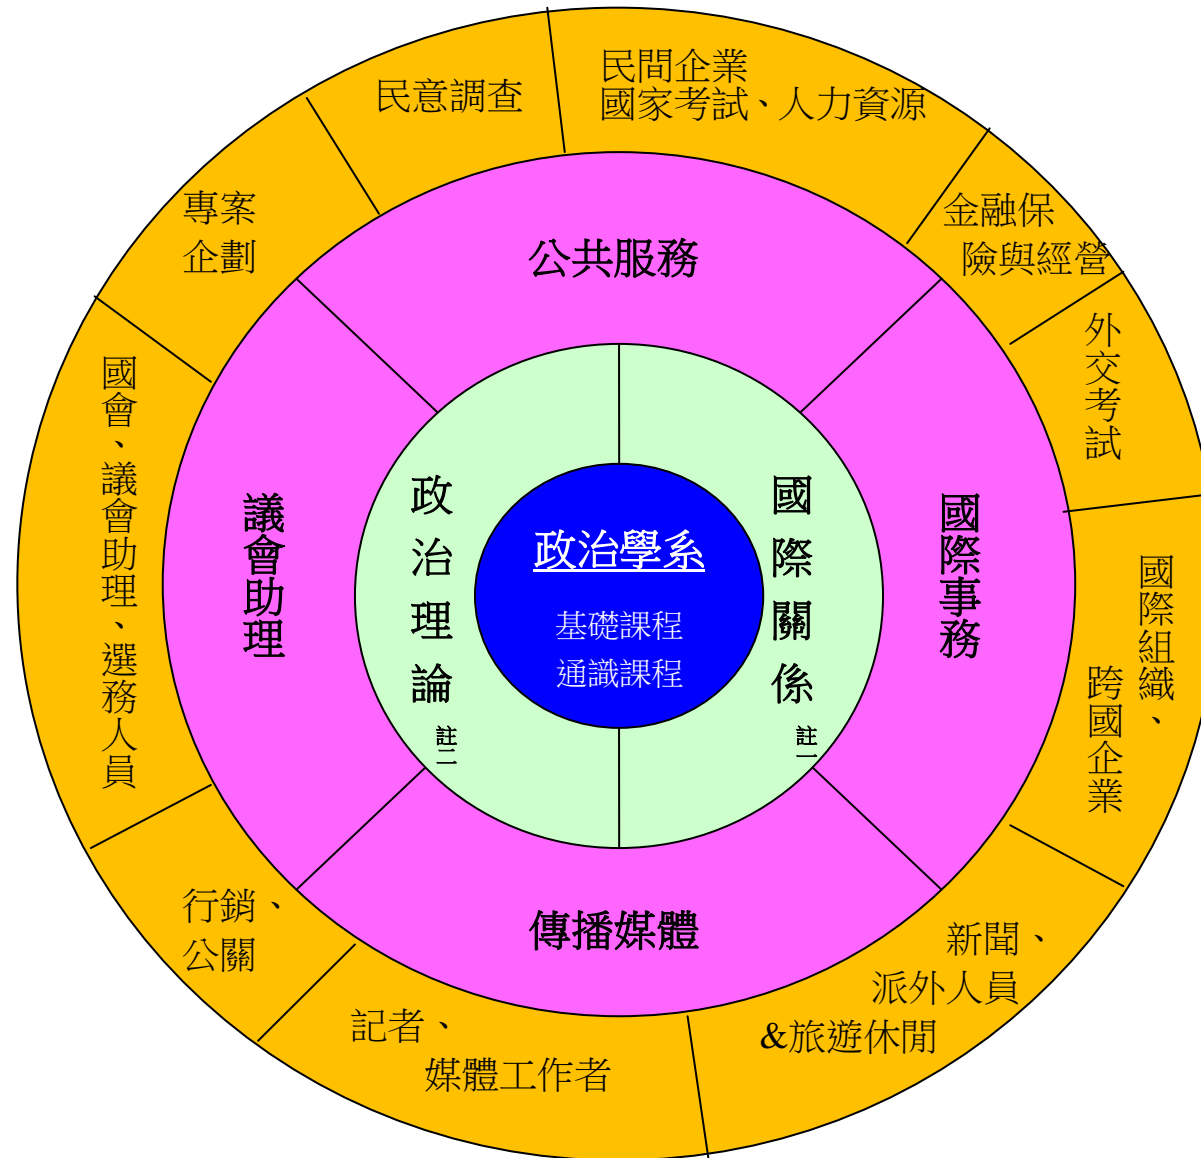 民間企業
國家考試、人力資源
民意調查
專案
企劃
金融保
險與經營
外交考試
公共服務
國會、議會助理、選務人員
議會助理
政治理論
註二
政治學系
基礎課程
通識課程
國際關係
註一
國際事務
國際組織、
跨國企業
傳播媒體
行銷、
公關
記者、
媒體工作者
新聞、
派外人員
&旅遊休閒